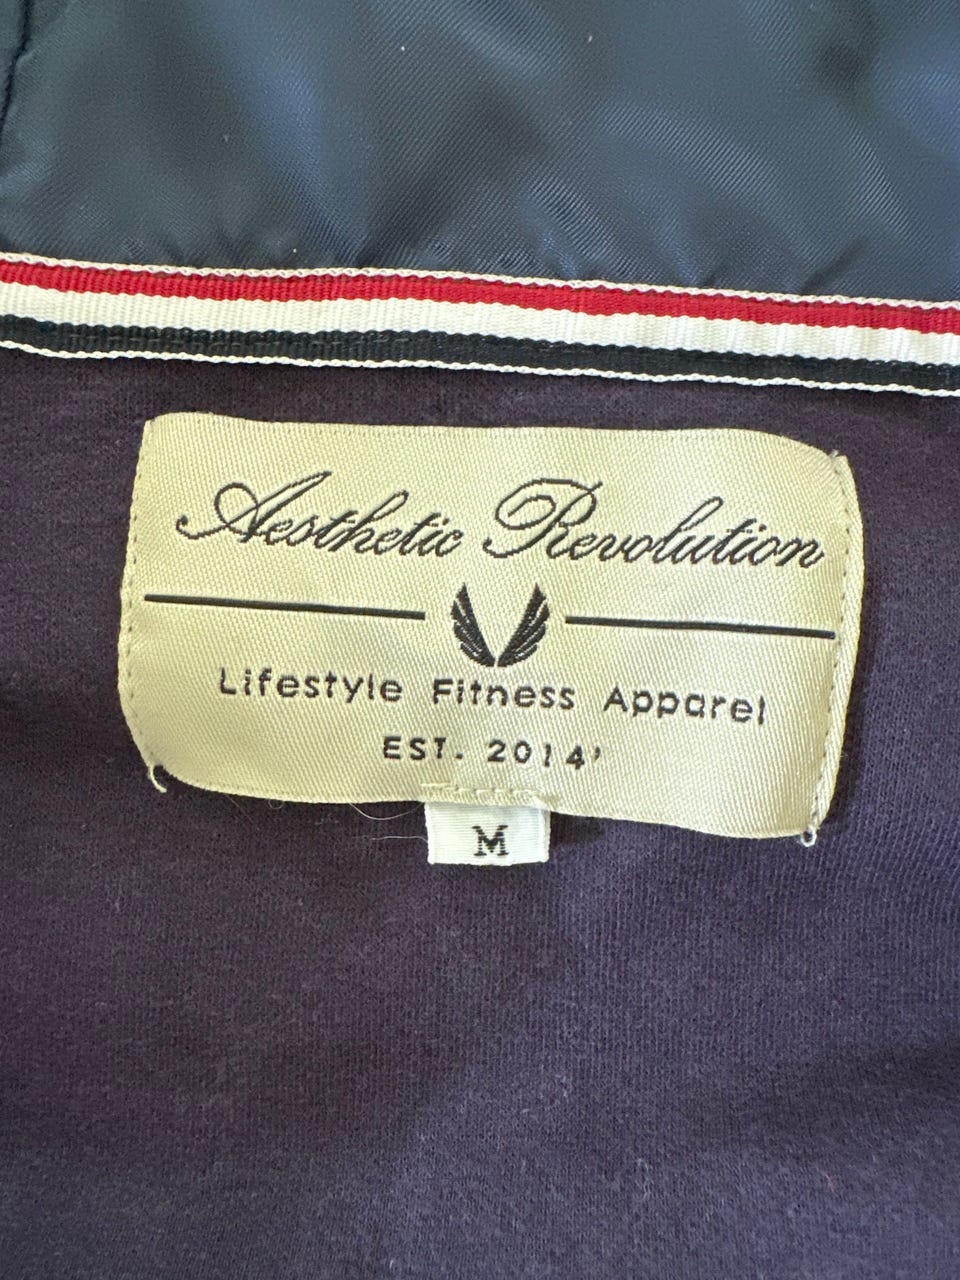 Aesthetic Revolution
Lifestyle Fitness Apparel
EST. 2014'
M